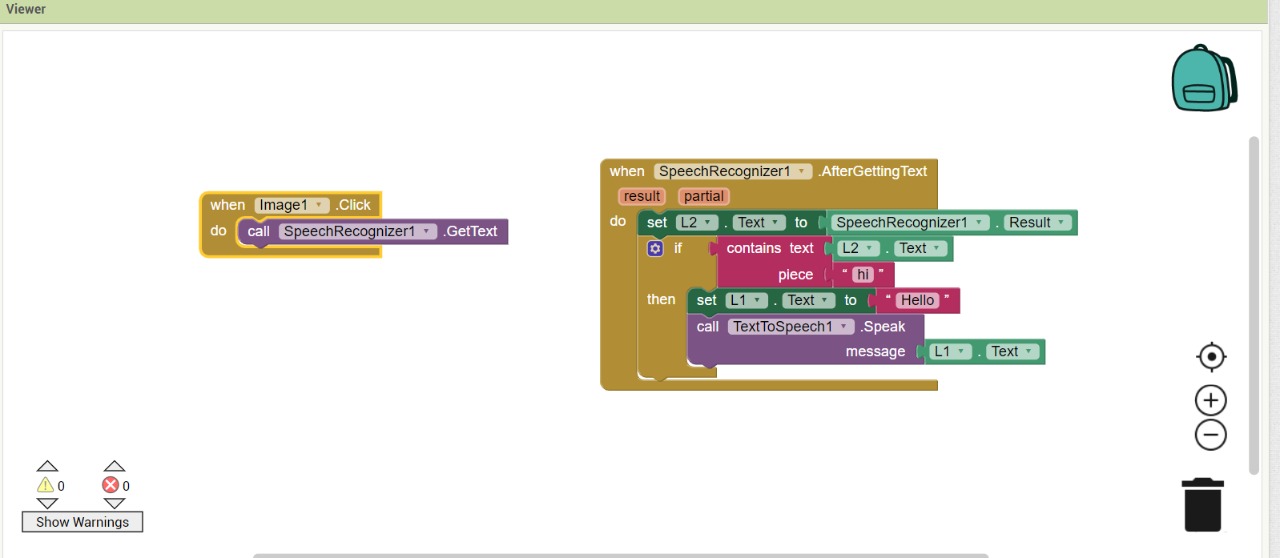 Viewer
when Image1 .Click
do call SpeechRecognizer1 .GetText
when SpeechRecognizer1 .AfterGettingText
result partial
do set L2 . Text to SpeechRecognizer1 . Result
if contains text L2 . Text
piece " hi "
then set L1 . Text to " Hello "
call TextToSpeech1 .Speak
message L1 . Text
0 0
Show Warnings